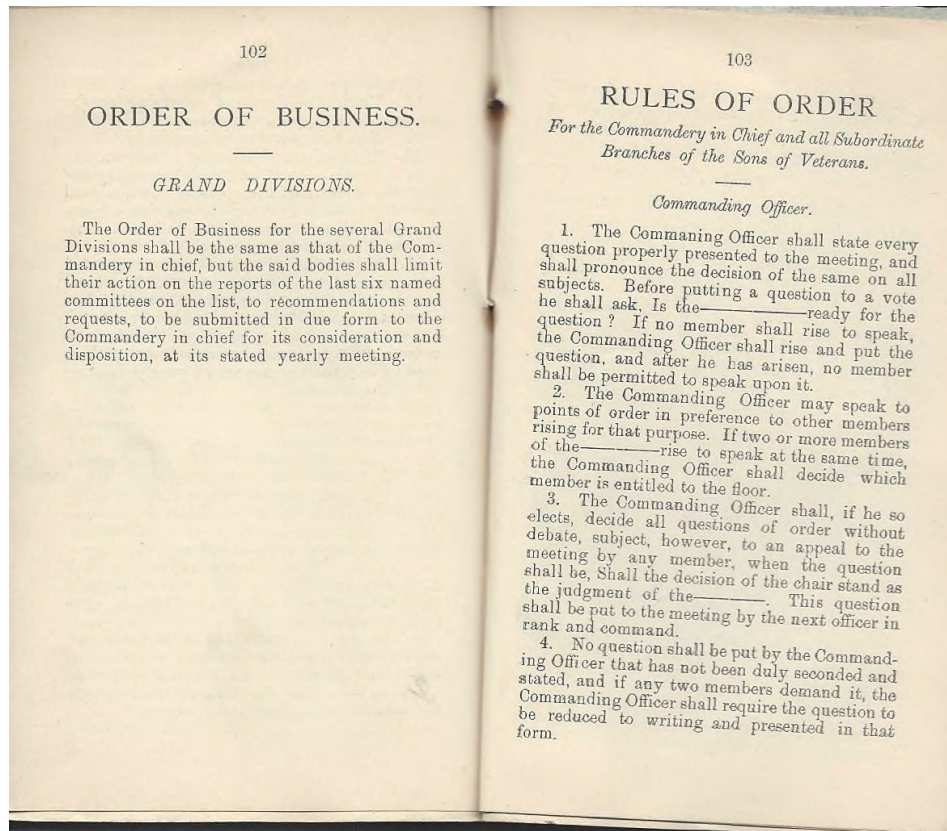 102
ORDER OF BUSINESS.
GRAND DIVISIONS.
The Order of Business for the several Grand
Divisions shall be the same as that of the Com-
mandery in chief, but the said bodies shall limit
their action on the reports of the last six named
committees on the list, to recommendations and
requests, to be submitted in due form to the
Commandery in chief for its consideration and
disposition, at its stated yearly meeting.
103
RULES OF ORDER
For the Commandery in Chief and all Subordinate
Branches of the Sons of Veterans.
Commanding Officer.
1. The Commaning Officer shall state every
question properly presented to the meeting, and
shall pronounce the decision of the same on all
subjects. Before putting a question to a vote
he shall ask, Is the————ready for the
question ? If no member shall rise to speak,
the Commanding Officer shall rise and put the
question, and after he has arisen, no member
shall be permitted to speak upon it.
2. The Commanding Officer may speak to
points of order in preference to other members
rising for that purpose. If two or more members
of the————rise to speak at the same time,
the Commanding Officer shall decide which
member is entitled to the floor.
3. The Commanding Officer shall, if he so
elects, decide all questions of order without
debate, subject, however, to an appeal to the
meeting by any member, when the question
shall be, Shall the decision of the chair stand as
the judgment of the————. This question
shall be put to the meeting by the next officer in
rank and command.
4. No question shall be put by the Command-
ing Officer that has not been duly seconded and
stated, and if any two members demand it, the
Commanding Officer shall require the question to
be reduced to writing and presented in that
form.